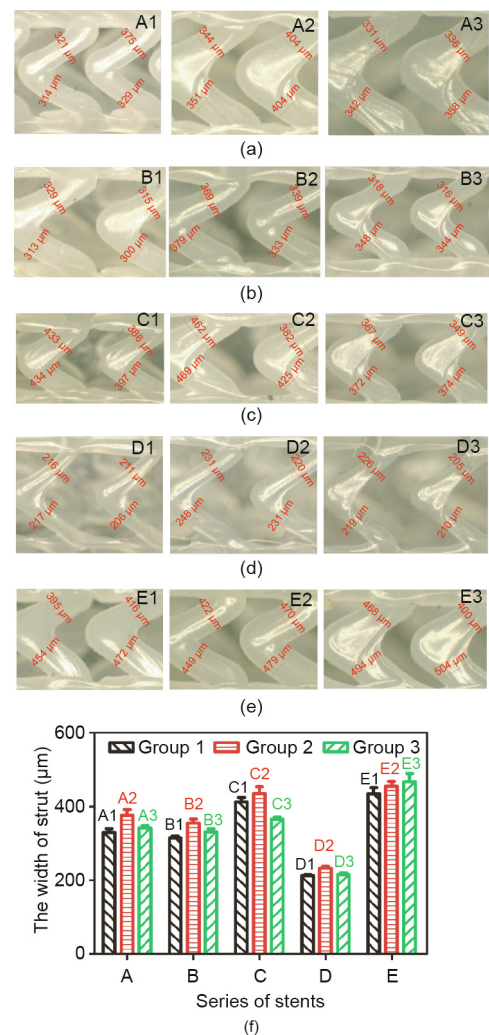 A1
321 µm
375 µm
314 µm
329 µm
A2
344 µm
404 µm
351 µm
404 µm
A3
331 µm
336 µm
342 µm
358 µm
(a)
B1
329 µm
315 µm
313 µm
300 µm
B2
369 µm
339 µm
379 µm
333 µm
B3
318 µm
316 µm
348 µm
344 µm
(b)
C1
433 µm
386 µm
434 µm
397 µm
C2
462 µm
382 µm
469 µm
425 µm
C3
367 µm
349 µm
372 µm
374 µm
(c)
D1
216 µm
211 µm
217 µm
206 µm
D2
231 µm
220 µm
248 µm
231 µm
D3
226 µm
205 µm
219 µm
210 µm
(d)
E1
395 µm
416 µm
454 µm
472 µm
E2
422 µm
470 µm
449 µm
479 µm
E3
468 µm
400 µm
494 µm
504 µm
(e)
600
400
200
0
The width of strut (µm)
Group 1 Group 2 Group 3
A1 A2 A3 B1 B2 B3 C1 C2 C3 D1 D2 D3 E1 E2 E3
A B C D E
Series of stents
(f)